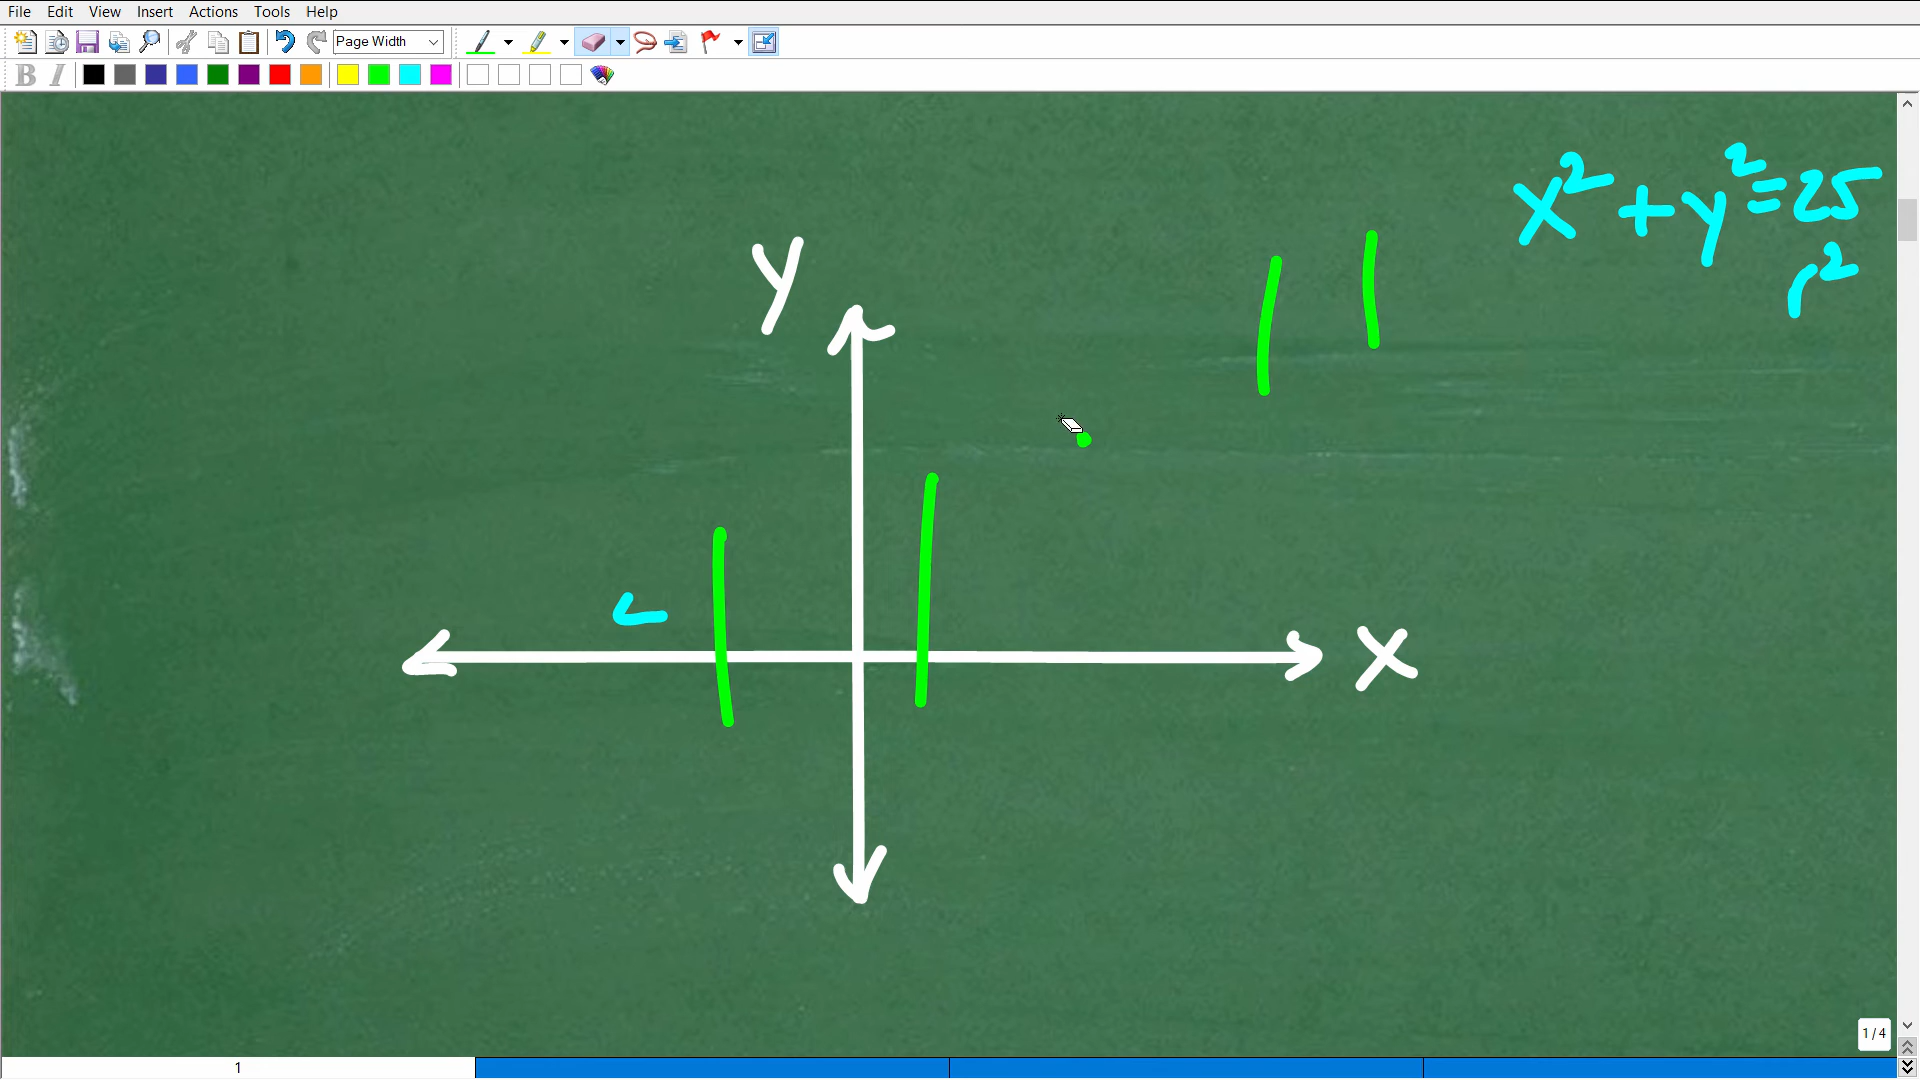 File Edit View Insert Actions Tools Help
Page Width
B I
x²+y²=25
r²
y
x
1 / 4
1